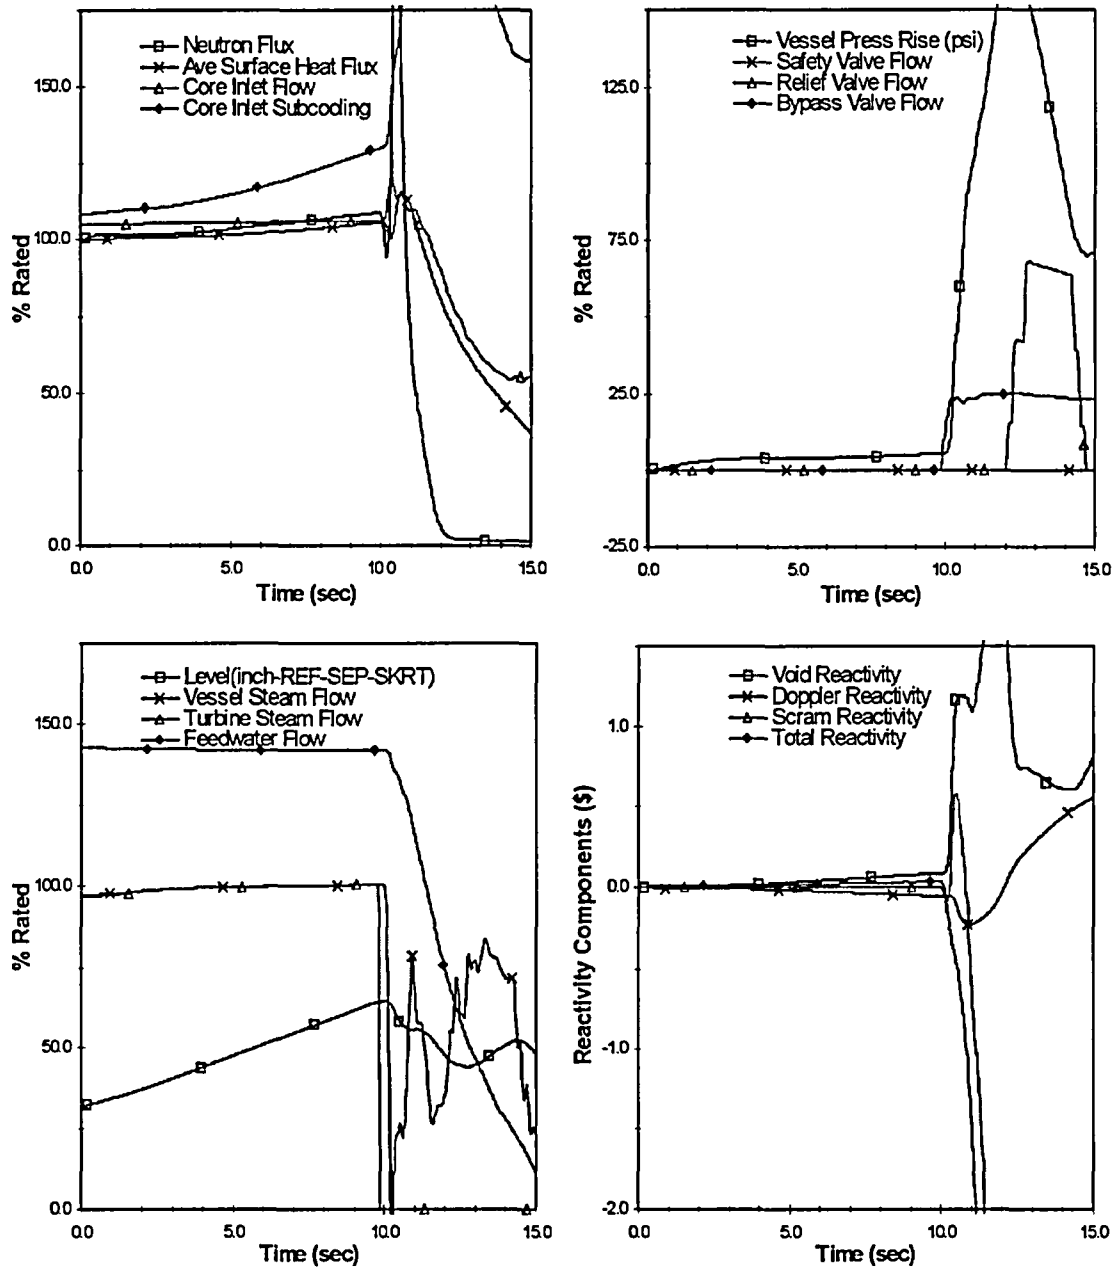 Neutron Flux
Ave Surface Heat Flux
Core Inlet Flow
Core Inlet Subcoding
150.0
100.0
50.0
0.0
% Rated
0.0 5.0 10.0 15.0
Time (sec)
Vessel Press Rise (psi)
Safety Valve Flow
Relief Valve Flow
Bypass Valve Flow
125.0
75.0
25.0
-25.0
% Rated
0.0 5.0 10.0 15.0
Time (sec)
Level(inch-REF-SEP-SKRT)
Vessel Steam Flow
Turbine Steam Flow
Feedwater Flow
150.0
100.0
50.0
0.0
% Rated
0.0 5.0 10.0 15.0
Time (sec)
Void Reactivity
Doppler Reactivity
Scram Reactivity
Total Reactivity
1.0
0.0
-1.0
-2.0
Reactivity Components ($)
0.0 5.0 10.0 15.0
Time (sec)